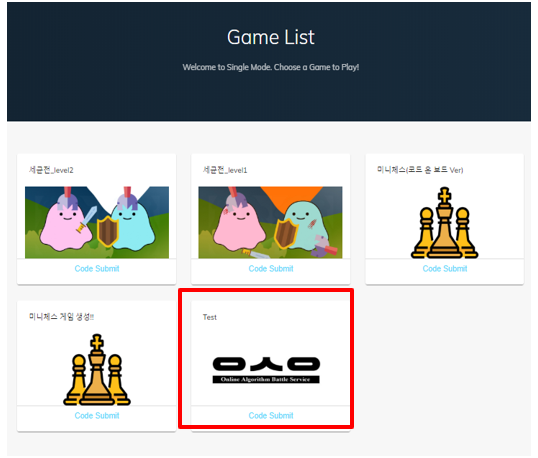 Game List
Welcome to Single Mode. Choose a Game to Play!
세균전_level2
세균전_level1
미니체스(코드 온 보드 Ver)
Code Submit
Code Submit
Code Submit
미니체스 게임 생성!!
Test
ㅇㅅㅇ
Online Algorithm Battle Service
Code Submit
Code Submit